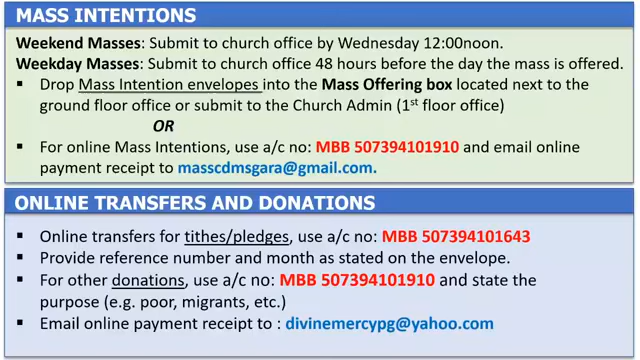 MASS INTENTIONS
Weekend Masses: Submit to church office by Wednesday 12:00noon.
Weekday Masses: Submit to church office 48 hours before the day the mass is offered.
▪ Drop Mass Intention envelopes into the Mass Offering box located next to the
ground floor office or submit to the Church Admin (1st floor office)
OR
▪ For online Mass Intentions, use a/c no: MBB 507394101910 and email online
payment receipt to masscdmsgara@gmail.com.
ONLINE TRANSFERS AND DONATIONS
▪ Online transfers for tithes/pledges, use a/c no: MBB 507394101643
▪ Provide reference number and month as stated on the envelope.
▪ For other donations, use a/c no: MBB 507394101910 and state the
purpose (e.g. poor, migrants, etc.)
▪ Email online payment receipt to : divinemercypg@yahoo.com